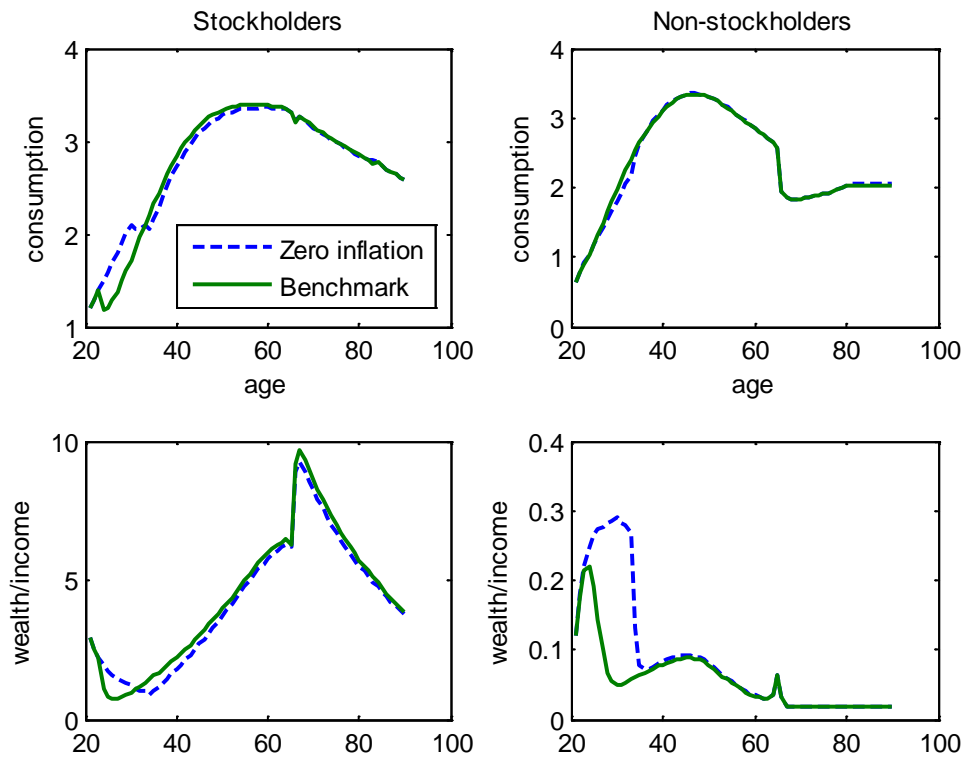 Stockholders
Non-stockholders
consumption
4
3
2
1
20 40 60 80 100
age
Zero inflation
Benchmark
consumption
4
3
2
1
0
20 40 60 80 100
age
wealth/income
10
5
0
20 40 60 80 100
wealth/income
0.4
0.3
0.2
0.1
0
20 40 60 80 100